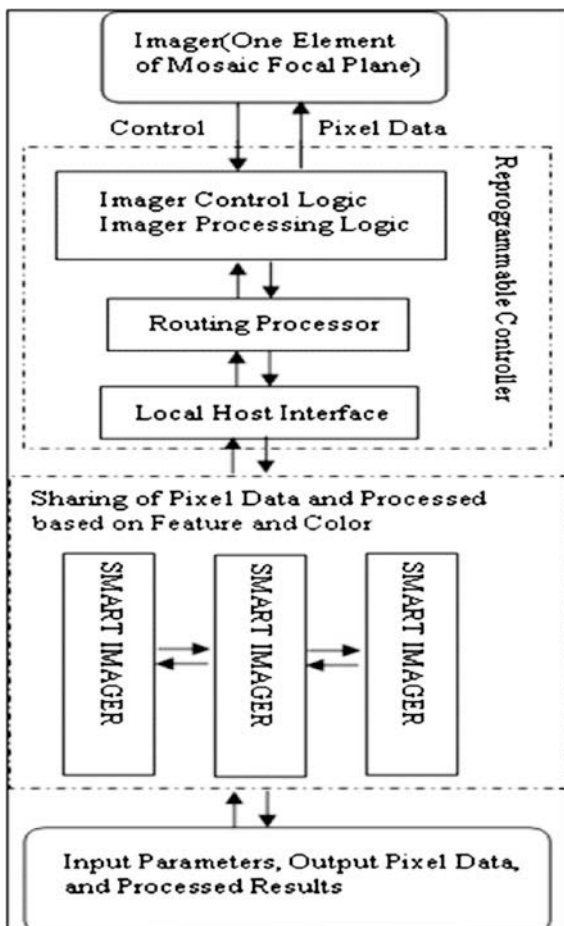 Imager(One Element
of Mosaic Focal Plane)
Control
Pixel Data
Reprogrammable Controller
Imager Control Logic
Imager Processing Logic
Routing Processor
Local Host Interface
Sharing of Pixel Data and Processed
based on Feature and Color
SMART IMAGER
SMART IMAGER
SMART IMAGER
Input Parameters, Output Pixel Data,
and Processed Results